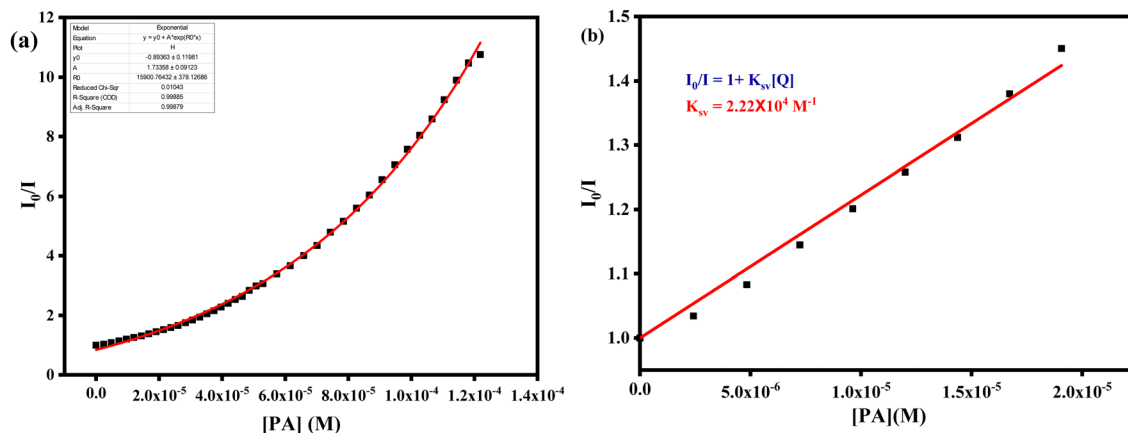 (a)
Model Exponential
Equation y = y0 + A*exp(R0*x)
Plot H
y0 -0.89363 ± 0.11981
A 1.73358 ± 0.09123
R0 15900.76432 ± 378.12686
Reduced Chi-Sqr 0.01043
R-Square (COD) 0.99885
Adj. R-Square 0.99879
12
10
8
6
4
2
0
I₀/I
0.0 2.0x10⁻⁵ 4.0x10⁻⁵ 6.0x10⁻⁵ 8.0x10⁻⁵ 1.0x10⁻⁴ 1.2x10⁻⁴ 1.4x10⁻⁴
[PA] (M)
(b)
I₀/I = 1+ Kₛᵥ[Q]
Kₛᵥ = 2.22X10⁴ M⁻¹
1.5
1.4
1.3
1.2
1.1
1.0
I₀/I
0.0 5.0x10⁻⁶ 1.0x10⁻⁵ 1.5x10⁻⁵ 2.0x10⁻⁵
[PA](M)